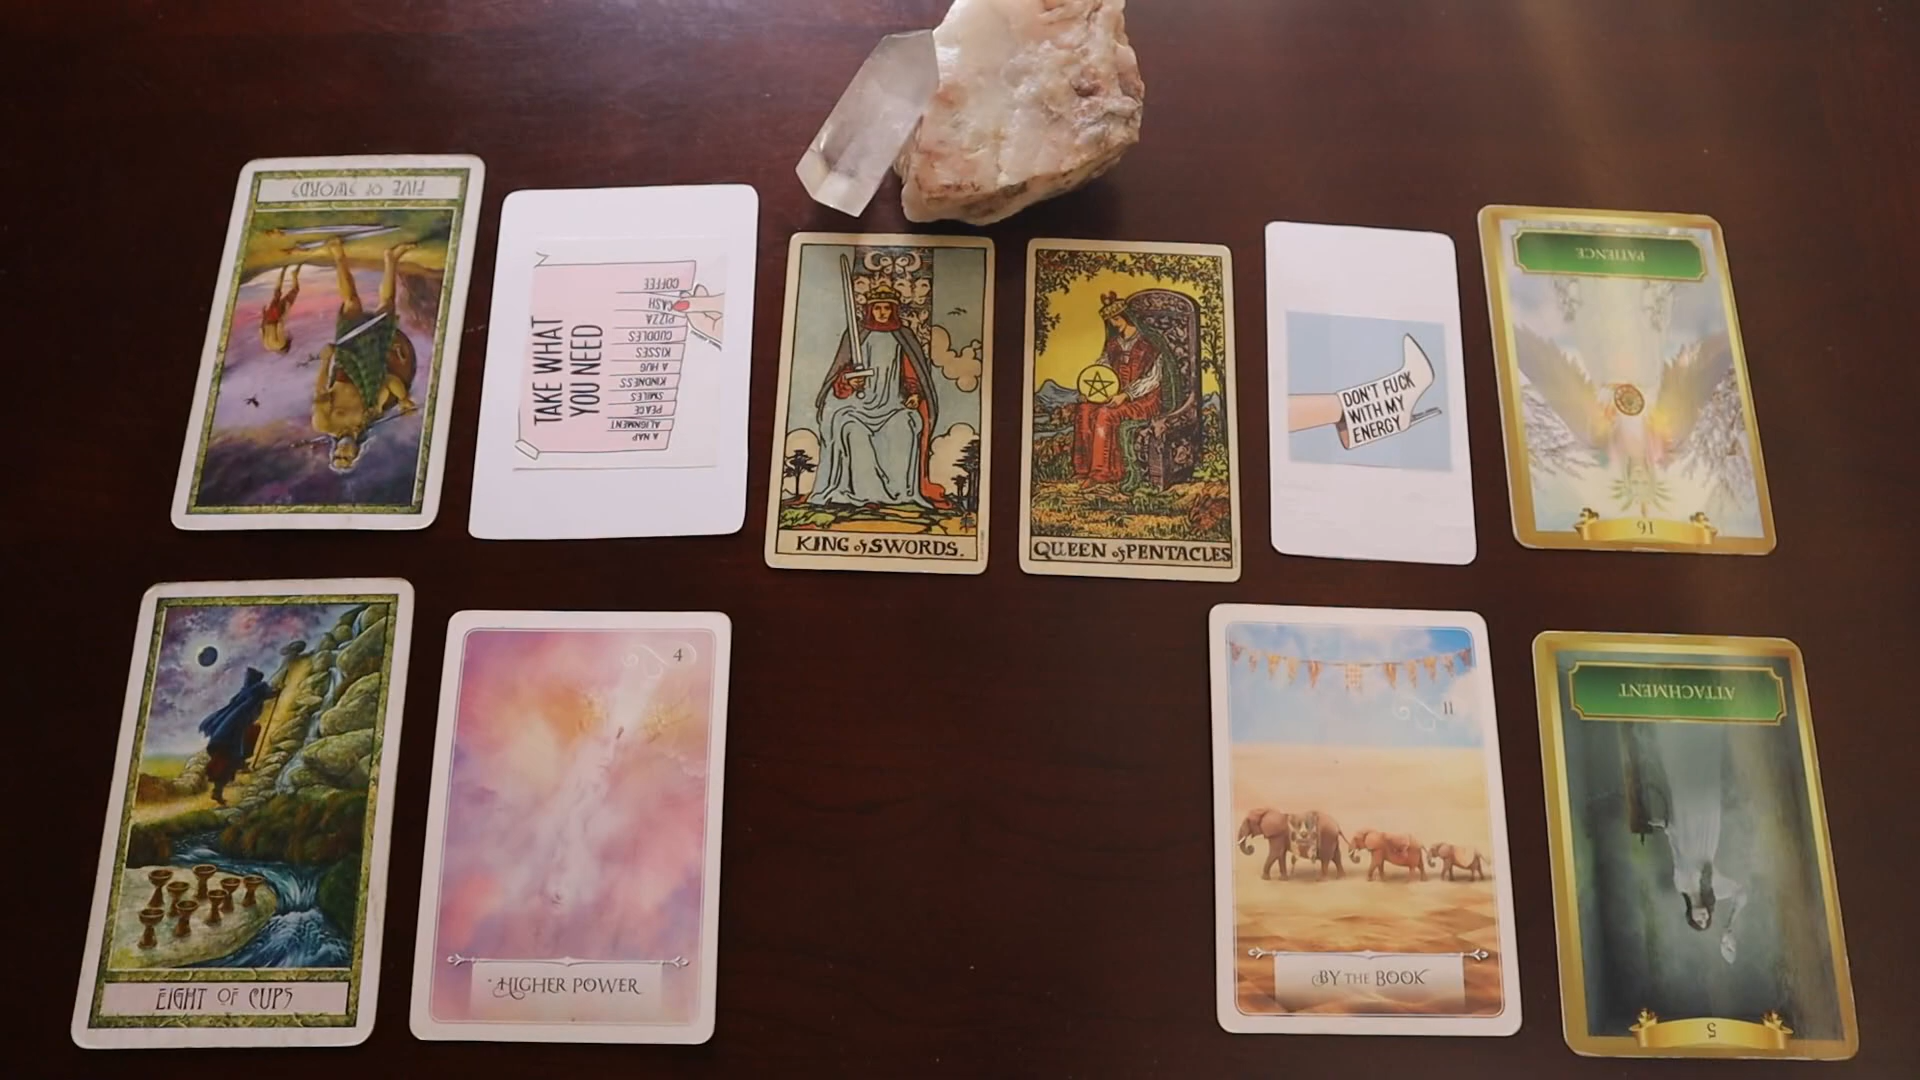 FIVE OF SWORDS
TAKE WHAT
YOU NEED
COFFEE
CASH
PIZZA
CUDDLES
KISSES
A HUG
KINDNESS
SMILES
PEACE
ALIGNMENT
A NAP
KING of SWORDS.
QUEEN of PENTACLES
DON'T FUCK
WITH MY
ENERGY
PATIENCE
16
EIGHT OF CUPS
4
HIGHER POWER
11
BY THE BOOK
ATTACHMENT
5